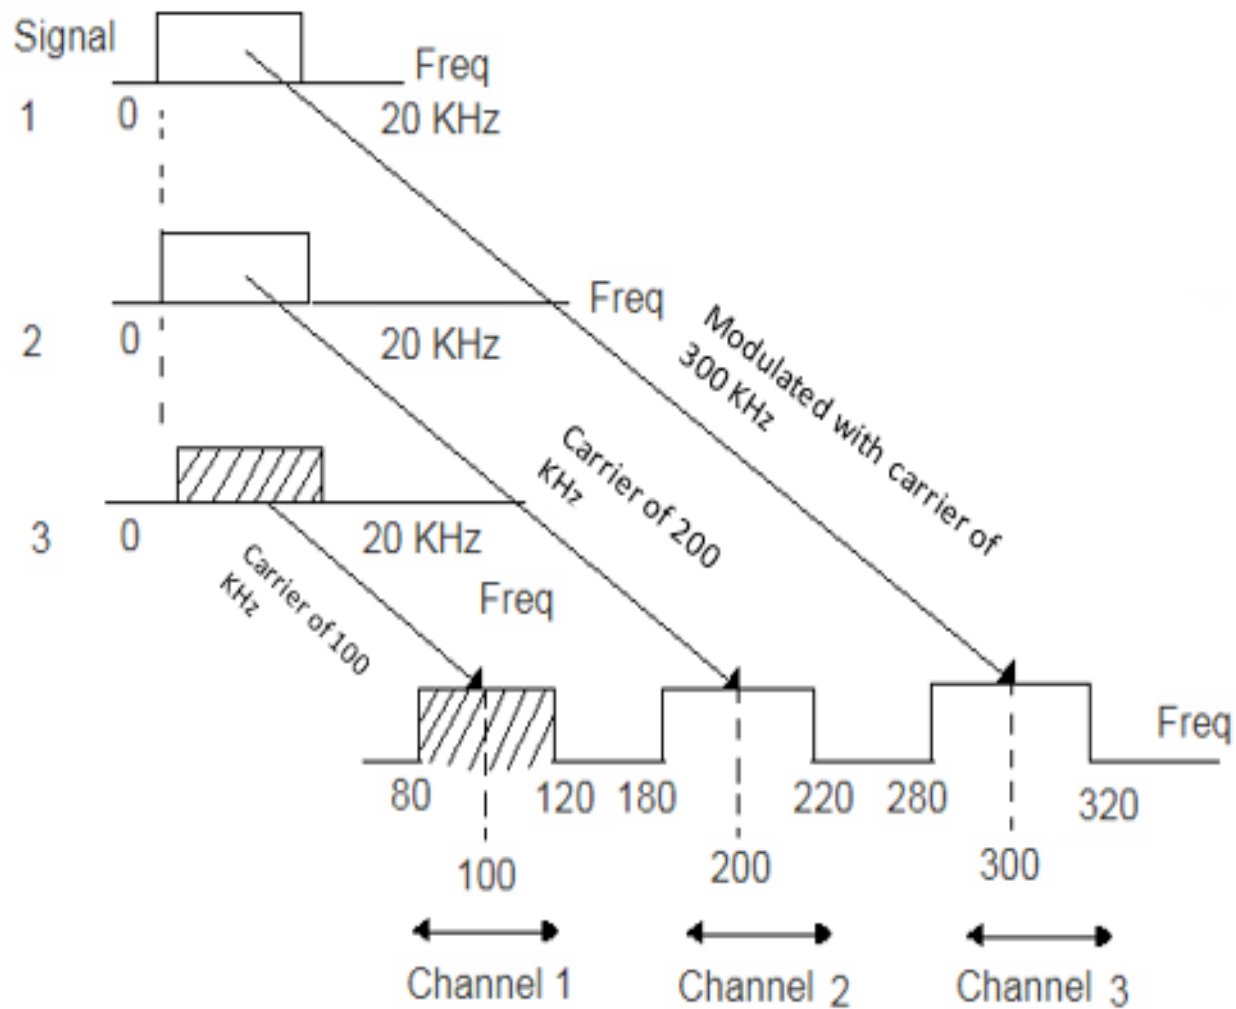 Signal
Freq
1
0
20 KHz
Freq
2
0
20 KHz
3
0
20 KHz
Freq
Modulated with carrier of
300 KHz
Carrier of 200
KHz
Carrier of 100
KHz
Freq
80
120
180
220
280
320
100
200
300
Channel 1
Channel 2
Channel 3